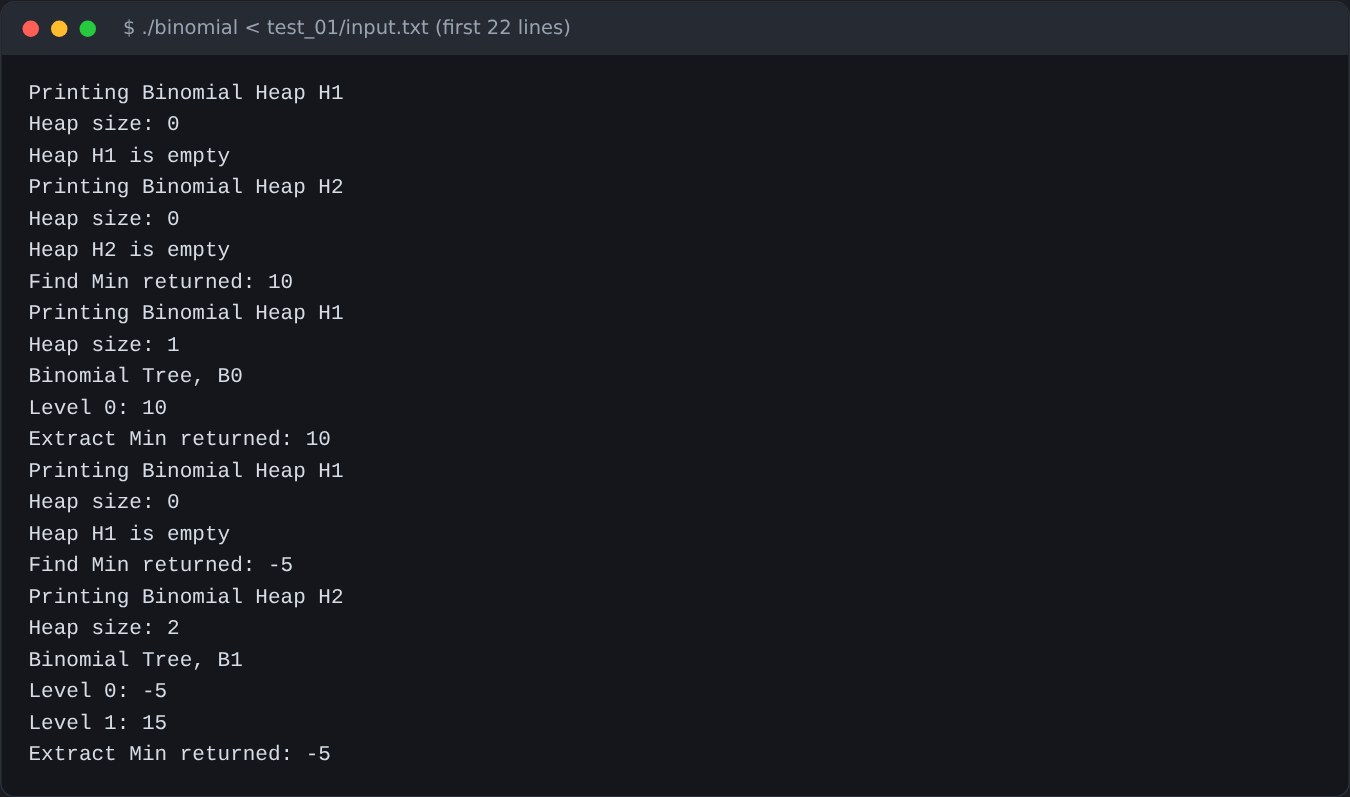 $ ./binomial < test_01/input.txt (first 22 lines)
Printing Binomial Heap H1
Heap size: 0
Heap H1 is empty
Printing Binomial Heap H2
Heap size: 0
Heap H2 is empty
Find Min returned: 10
Printing Binomial Heap H1
Heap size: 1
Binomial Tree, B0
Level 0: 10
Extract Min returned: 10
Printing Binomial Heap H1
Heap size: 0
Heap H1 is empty
Find Min returned: -5
Printing Binomial Heap H2
Heap size: 2
Binomial Tree, B1
Level 0: -5
Level 1: 15
Extract Min returned: -5